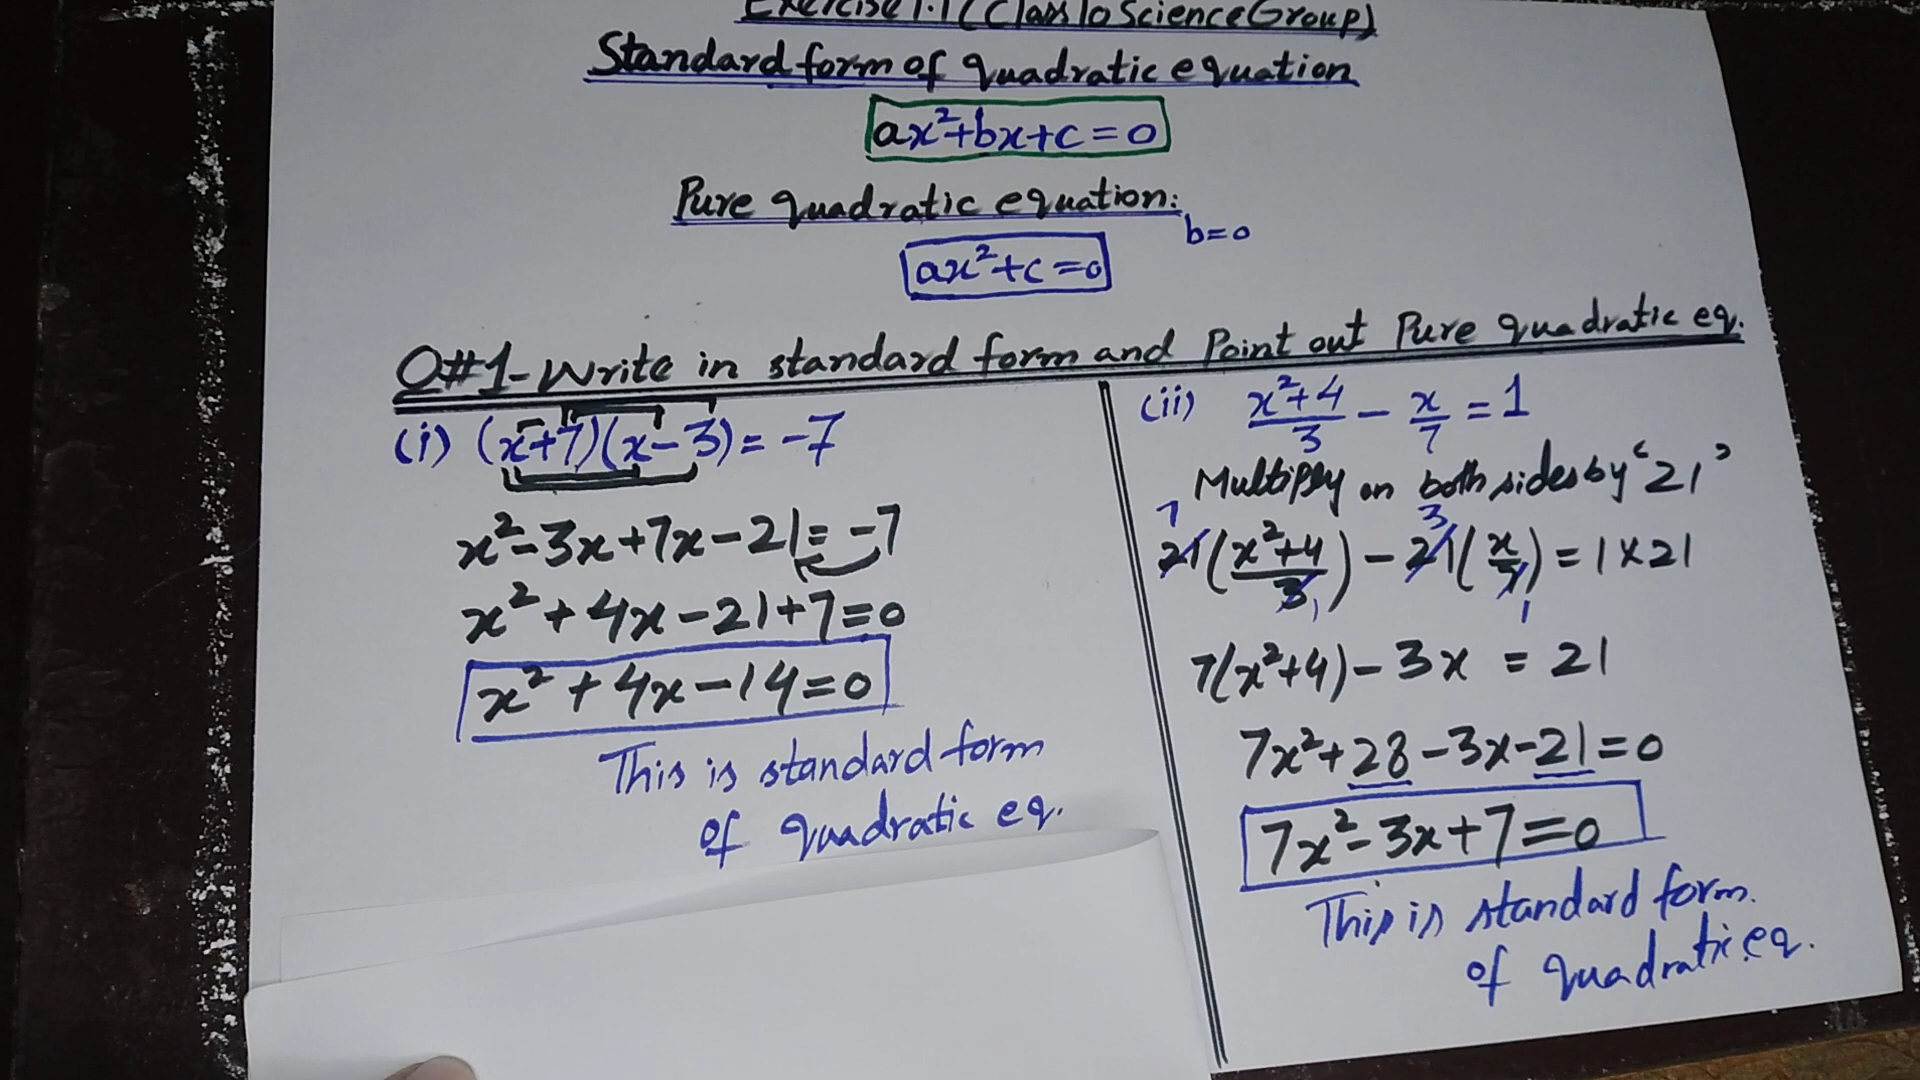 Exercise 1.1 (Class 10 Science Group)
Standard form of quadratic equation
ax²+bx+c=0
Pure quadratic equation:
b=0
ax²+c=0
Q#1-Write in standard form and Point out Pure quadratic eq.
(i) (x+7)(x-3)=-7
x²-3x+7x-21=-7
x²+4x-21+7=0
x²+4x-14=0
This is standard form
of quadratic eq.
(ii) x²+4/3 - x/7 = 1
Multiply on both sides by ‘21’
7 3
21(x²+4/3) - 21(x/7) = 1×21
1 1
7(x²+4)-3x = 21
7x²+28-3x-21=0
7x²-3x+7=0
This is standard form.
of quadratic eq.